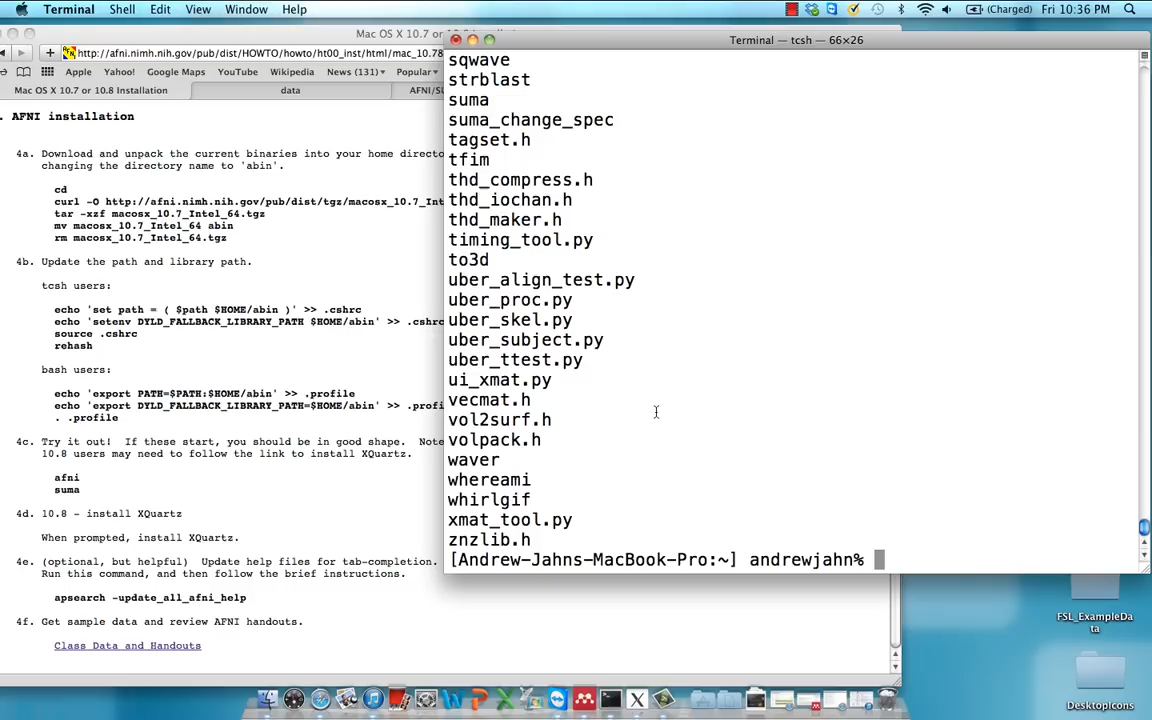 Terminal Shell Edit View Window Help
(Charged) Fri 10:36 PM
Mac OS X 10.7 or 10.8 Installation
http://afni.nimh.nih.gov/pub/dist/HOWTO/howto/ht00_inst/html/mac_10.78
Apple Yahoo! Google Maps YouTube Wikipedia News (131) Popular
Mac OS X 10.7 or 10.8 Installation data AFNI/SU
. AFNI installation
4a. Download and unpack the current binaries into your home directo
changing the directory name to 'abin'.
cd
curl -O http://afni.nimh.nih.gov/pub/dist/tgz/macosx_10.7_Int
tar -xzf macosx_10.7_Intel_64.tgz
mv macosx_10.7_Intel_64 abin
rm macosx_10.7_Intel_64.tgz
4b. Update the path and library path.
tcsh users:
echo 'set path = ( $path $HOME/abin )' >> .cshrc
echo 'setenv DYLD_FALLBACK_LIBRARY_PATH $HOME/abin' >> .cshrc
source .cshrc
rehash
bash users:
echo 'export PATH=$PATH:$HOME/abin' >> .profile
echo 'export DYLD_FALLBACK_LIBRARY_PATH=$HOME/abin' >> .profi
. .profile
4c. Try it out! If these start, you should be in good shape. Note
10.8 users may need to follow the link to install XQuartz.
afni
suma
4d. 10.8 - install XQuartz
When prompted, install XQuartz.
4e. (optional, but helpful) Update help files for tab-completion.
Run this command, and then follow the brief instructions.
apsearch -update_all_afni_help
4f. Get sample data and review AFNI handouts.
Class Data and Handouts
Terminal — tcsh — 66×26
sqwave
strblast
suma
suma_change_spec
tagset.h
tfim
thd_compress.h
thd_iochan.h
thd_maker.h
timing_tool.py
to3d
uber_align_test.py
uber_proc.py
uber_skel.py
uber_subject.py
uber_ttest.py
ui_xmat.py
vecmat.h
vol2surf.h
volpack.h
waver
whereami
whirlgif
xmat_tool.py
znzlib.h
[Andrew-Jahns-MacBook-Pro:~] andrewjahn%
FSL_ExampleDa
ta
DesktopIcons